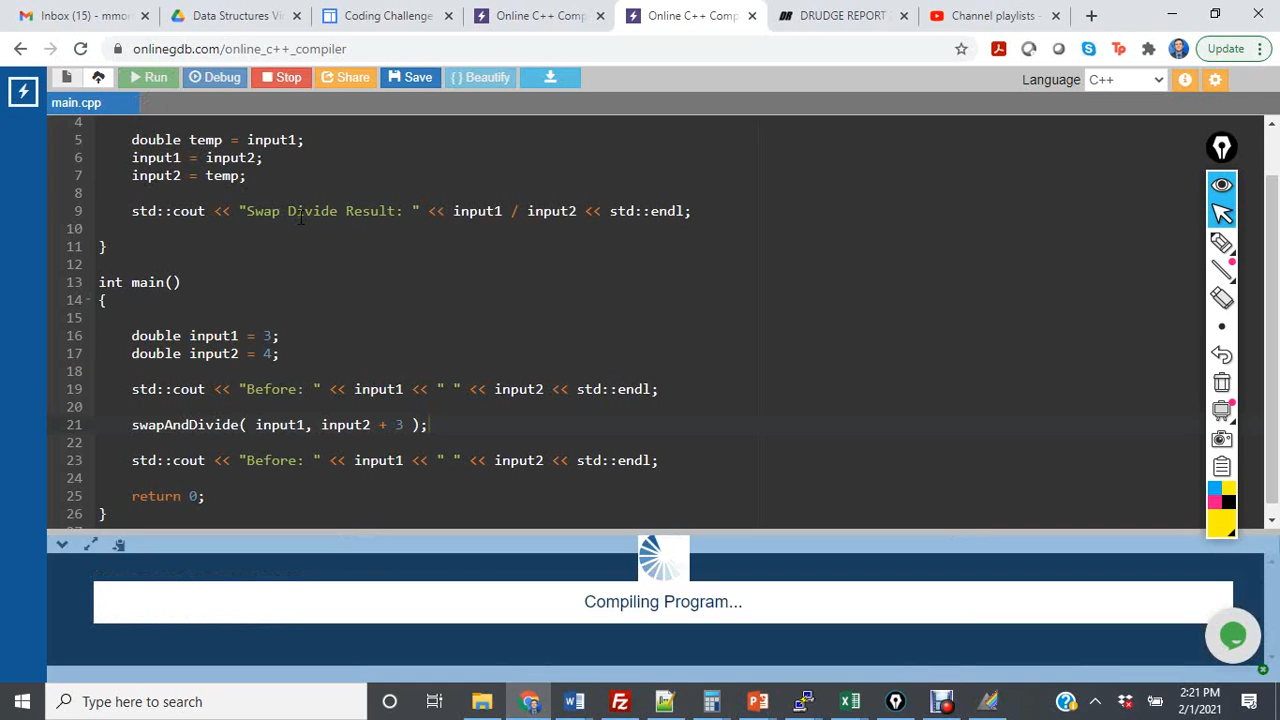 Inbox (15) - mmor
Data Structures Vi
Coding Challenge
Online C++ Comp
Online C++ Comp
DR DRUDGE REPORT
Channel playlists —
onlinegdb.com/online_c++_compiler
Update
Run
Debug
Stop
Share
Save
{ } Beautify
Language C++
main.cpp
4
5 double temp = input1;
6 input1 = input2;
7 input2 = temp;
8
9 std::cout << "Swap Divide Result: " << input1 / input2 << std::endl;
10
11 }
12
13 int main()
14 {
15
16 double input1 = 3;
17 double input2 = 4;
18
19 std::cout << "Before: " << input1 << " " << input2 << std::endl;
20
21 swapAndDivide( input1, input2 + 3 );
22
23 std::cout << "Before: " << input1 << " " << input2 << std::endl;
24
25 return 0;
26 }
Compiling Program...
Type here to search
2:21 PM
2/1/2021